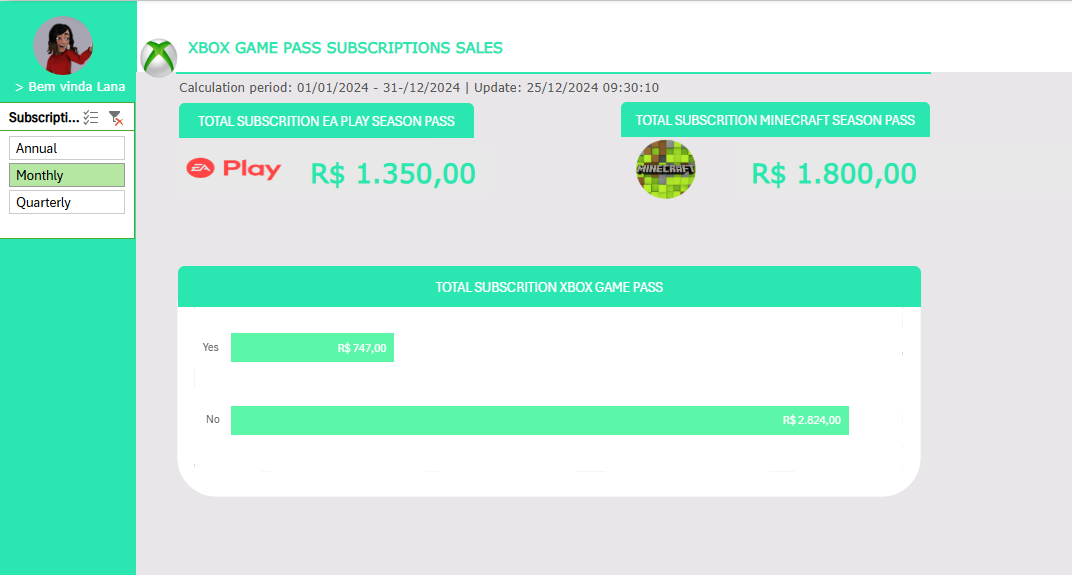 > Bem vinda Lana
Subscripti...
Annual
Monthly
Quarterly
XBOX GAME PASS SUBSCRIPTIONS SALES
Calculation period: 01/01/2024 - 31-/12/2024 | Update: 25/12/2024 09:30:10
TOTAL SUBSCRITION EA PLAY SEASON PASS
EA Play
R$ 1.350,00
TOTAL SUBSCRITION MINECRAFT SEASON PASS
MINECRAFT
R$ 1.800,00
TOTAL SUBSCRITION XBOX GAME PASS
Yes R$ 747,00
No R$ 2.824,00